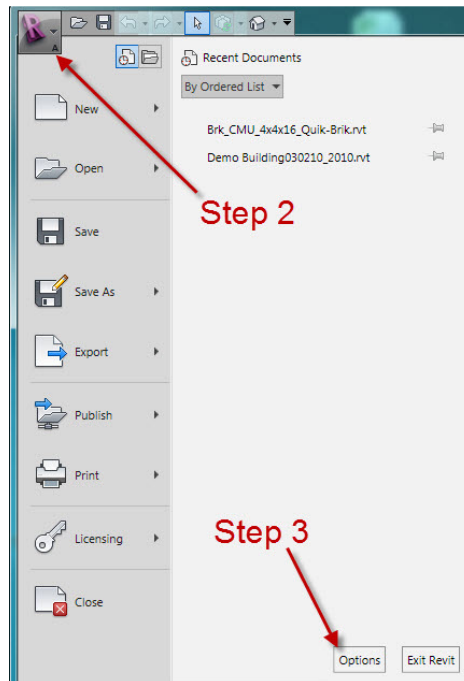 R
A
Recent Documents
By Ordered List
Brk_CMU_4x4x16_Quik-Brik.rvt
Demo Building030210_2010.rvt
Step 2
New
Open
Save
Save As
Export
Publish
Print
Licensing
Close
Step 3
Options
Exit Revit